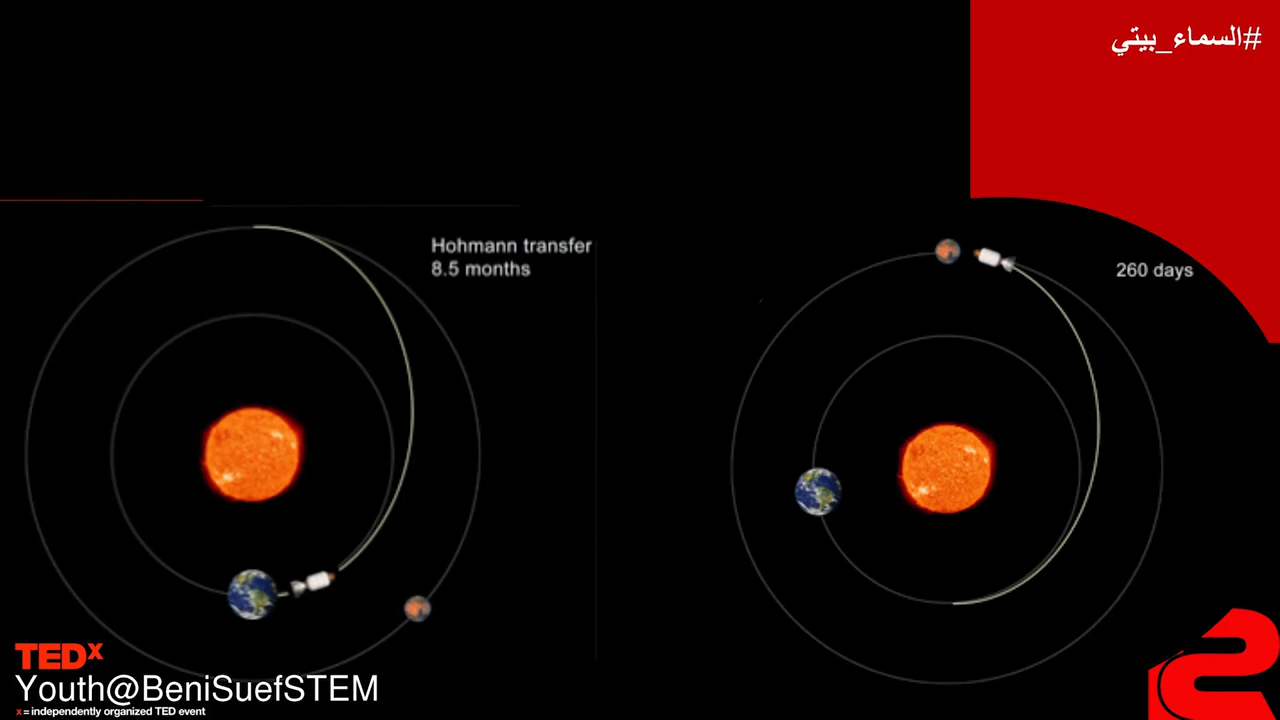 #السماء_بيتي
Hohmann transfer
8.5 months
260 days
TEDx
Youth@BeniSuefSTEM
x = independently organized TED event